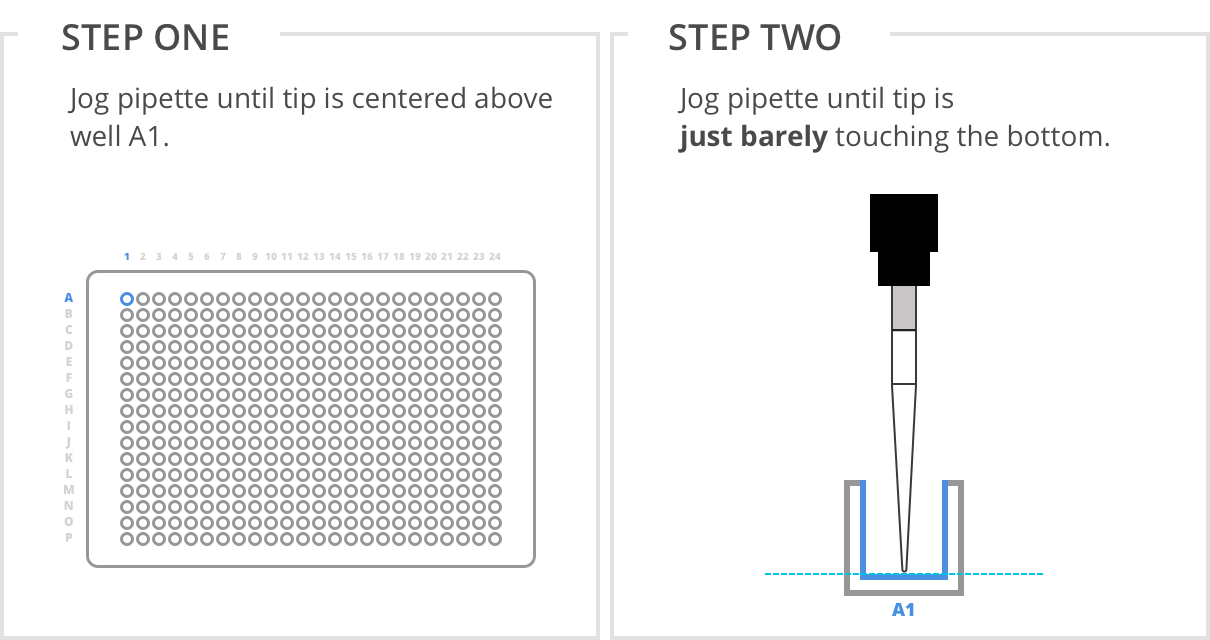 STEP ONE
Jog pipette until tip is centered above
well A1.
1 2 3 4 5 6 7 8 9 10 11 12 13 14 15 16 17 18 19 20 21 22 23 24
A
B
C
D
E
F
G
H
I
J
K
L
M
N
O
P
STEP TWO
Jog pipette until tip is
just barely touching the bottom.
A1